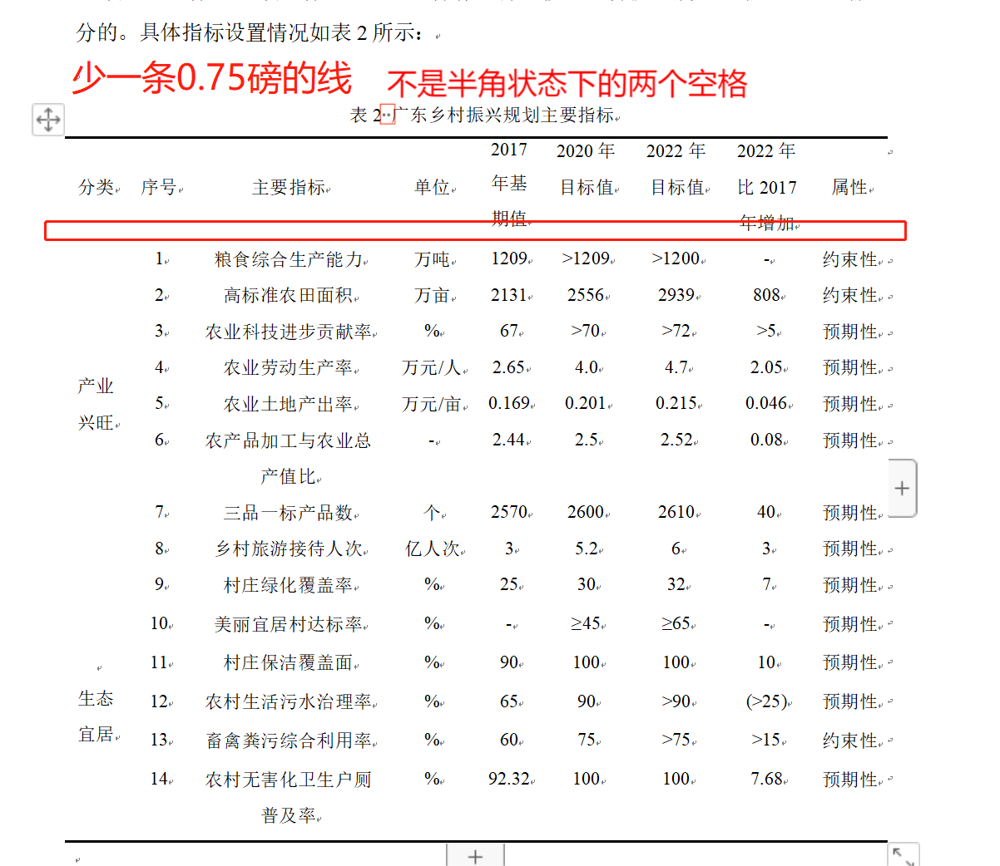 分的。具体指标设置情况如表 2 所示：
少一条0.75磅的线 不是半角状态下的两个空格
表 2 广东乡村振兴规划主要指标
分类 序号 主要指标 单位 2017年基期值 2020 年目标值 2022 年目标值 2022 年比 2017年增加 属性
1 粮食综合生产能力 万吨 1209 >1209 >1200 - 约束性
2 高标准农田面积 万亩 2131 2556 2939 808 约束性
3 农业科技进步贡献率 % 67 >70 >72 >5 预期性
4 农业劳动生产率 万元/人 2.65 4.0 4.7 2.05 预期性
产业兴旺
5 农业土地产出率 万元/亩 0.169 0.201 0.215 0.046 预期性
6 农产品加工与农业总产值比 - 2.44 2.5 2.52 0.08 预期性
7 三品一标产品数 个 2570 2600 2610 40 预期性
8 乡村旅游接待人次 亿人次 3 5.2 6 3 预期性
9 村庄绿化覆盖率 % 25 30 32 7 预期性
10 美丽宜居村达标率 % - ≥45 ≥65 - 预期性
11 村庄保洁覆盖面 % 90 100 100 10 预期性
生态宜居
12 农村生活污水治理率 % 65 90 >90 (>25) 预期性
13 畜禽粪污综合利用率 % 60 75 >75 >15 约束性
14 农村无害化卫生户厕普及率 % 92.32 100 100 7.68 预期性